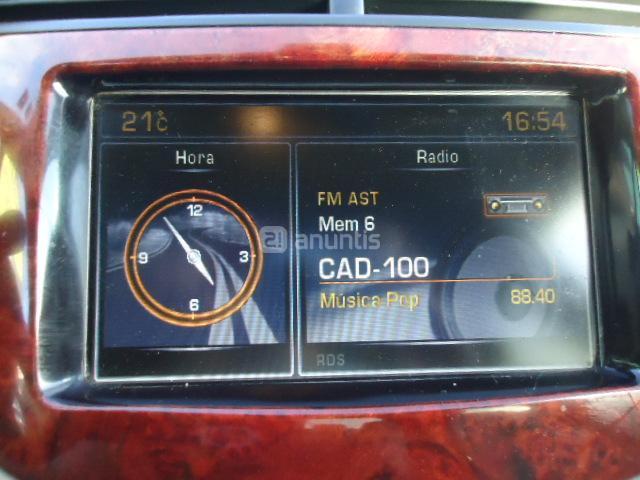 21°c
16:54
Hora
12
3
6
9
Radio
FM AST
Mem 6
CAD-100
Música Pop
88.40
RDS
anuntis